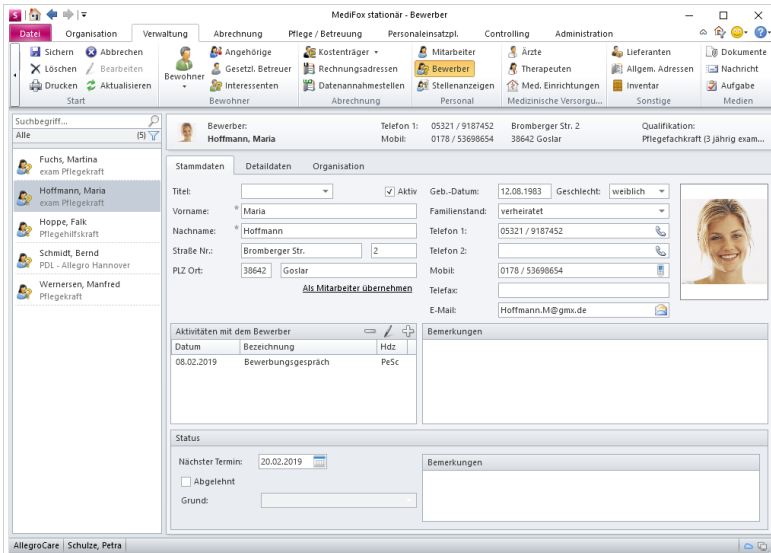 MediFox stationär - Bewerber
Datei Organisation Verwaltung Abrechnung Pflege / Betreuung Personaleinsatzpl. Controlling Administration
Sichern Abbrechen
Löschen Bearbeiten
Drucken Aktualisieren
Start
Bewohner
Angehörige
Gesetzl. Betreuer
Interessenten
Bewohner
Kostenträger
Rechnungsadressen
Datenannahmestellen
Abrechnung
Mitarbeiter
Bewerber
Stellenanzeigen
Personal
Ärzte
Therapeuten
Med. Einrichtungen
Medizinische Versorgu...
Lieferanten
Allgem. Adressen
Inventar
Sonstige
Dokumente
Nachricht
Aufgabe
Medien
Suchbegriff...
Alle (5)
Fuchs, Martina
exam Pflegekraft
Hoffmann, Maria
exam Pflegekraft
Hoppe, Falk
Pflegehilfskraft
Schmidt, Bernd
PDL - Allegro Hannover
Wernersen, Manfred
Pflegekraft
Bewerber: Telefon 1: 05321 / 9187452 Bromberger Str. 2 Qualifikation:
Hoffmann, Maria Mobil: 0178 / 53698654 38642 Goslar Pflegefachkraft (3 jährig exam...
Stammdaten Detaildaten Organisation
Titel: Aktiv Geb.-Datum: 12.08.1983 Geschlecht: weiblich
Vorname: * Maria Familienstand: verheiratet
Nachname: * Hoffmann Telefon 1: 05321 / 9187452
Straße Nr.: Bromberger Str. 2 Telefon 2:
PLZ Ort: 38642 Goslar Mobil: 0178 / 53698654
Als Mitarbeiter übernehmen Telefax:
E-Mail: Hoffmann.M@gmx.de
Aktivitäten mit dem Bewerber
Datum Bezeichnung Hdz
08.02.2019 Bewerbungsgespräch PeSc
Bemerkungen
Status
Nächster Termin: 20.02.2019
Abgelehnt
Grund:
Bemerkungen
AllegroCare Schulze, Petra